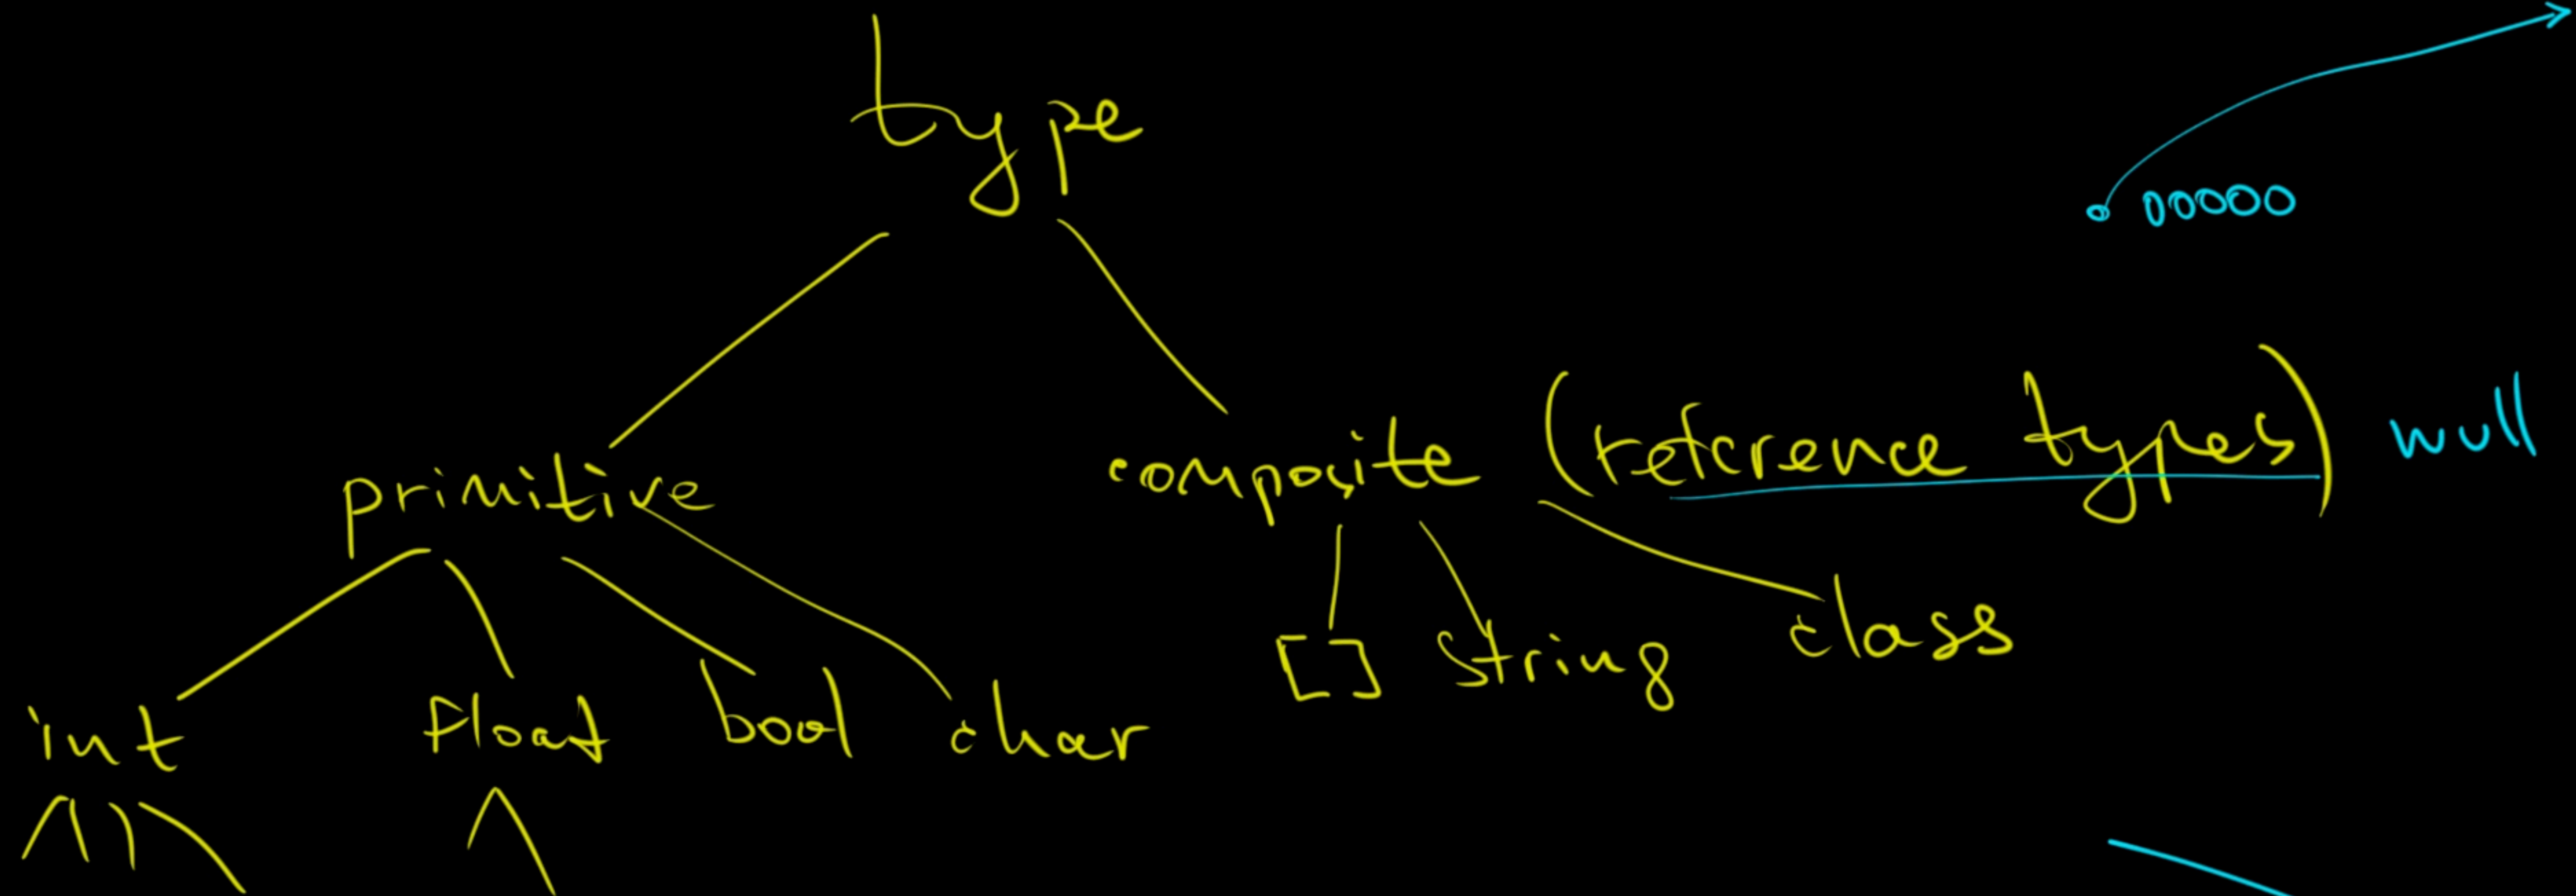 type
00000
primitive composite (reference types) null
int float bool char [] string class